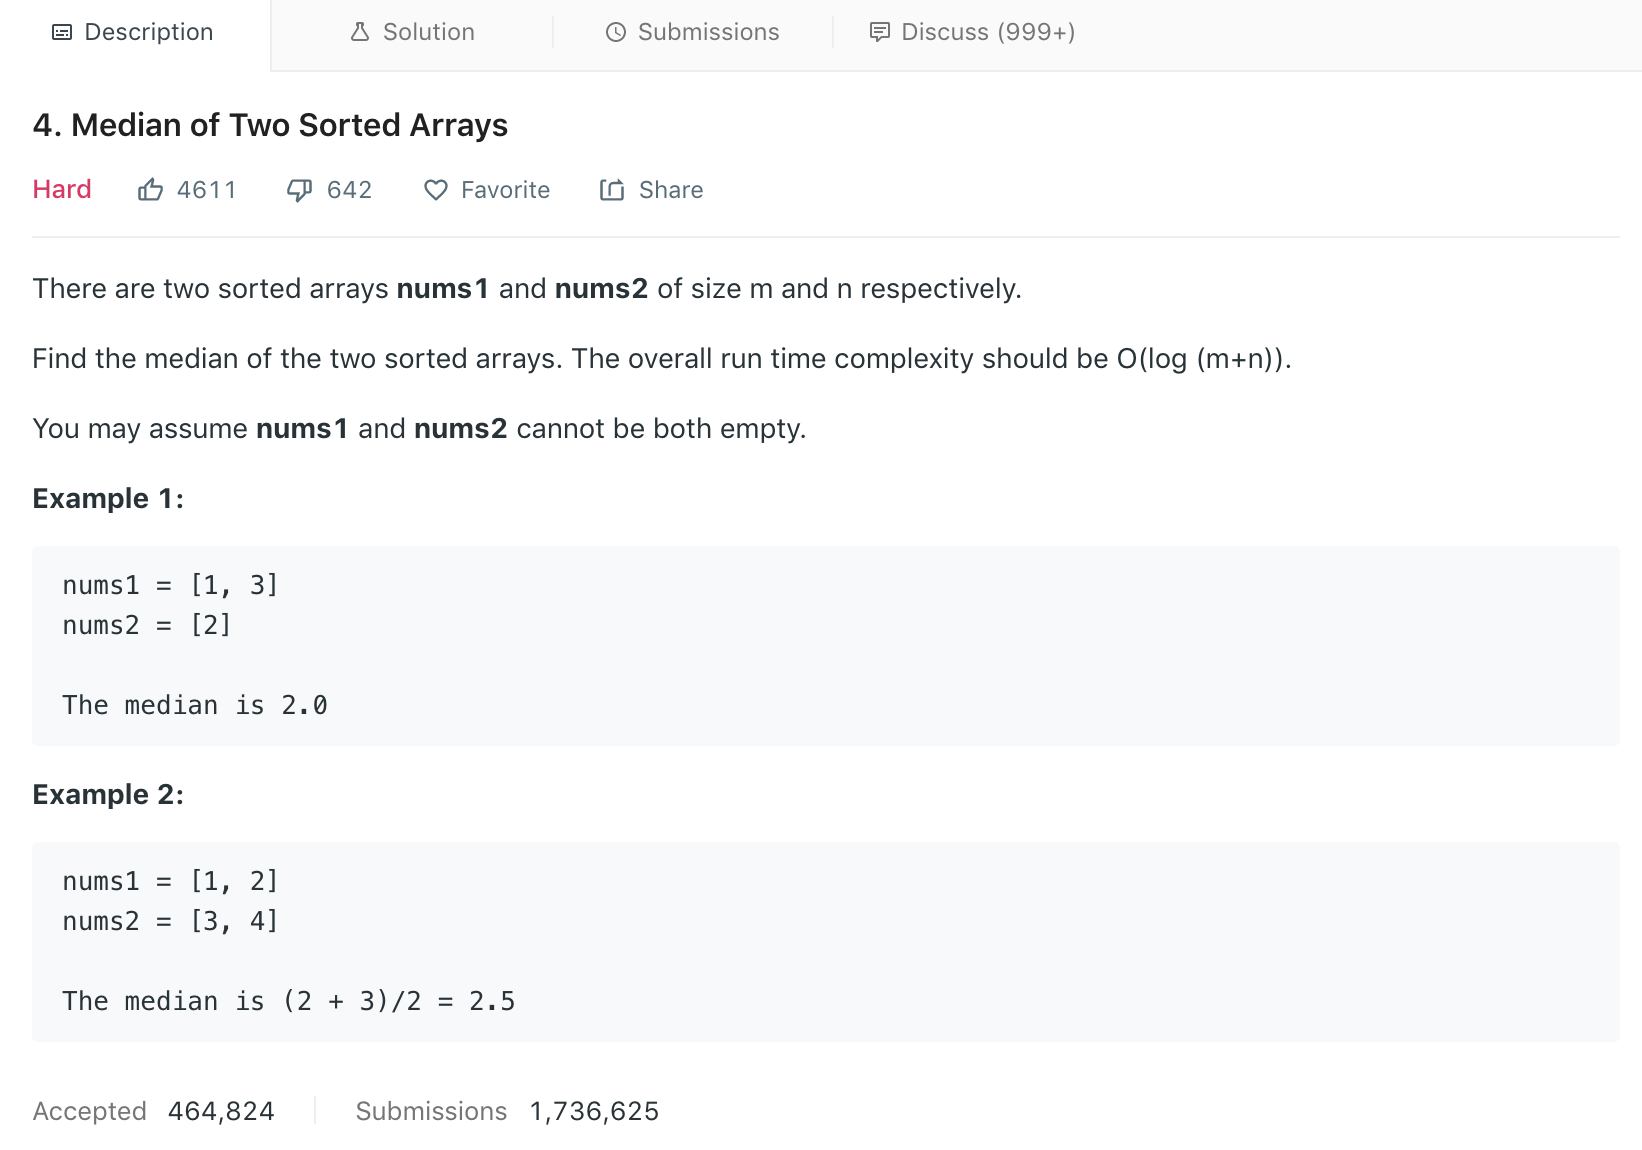 Description Solution Submissions Discuss (999+)
4. Median of Two Sorted Arrays
Hard 4611 642 Favorite Share
There are two sorted arrays nums1 and nums2 of size m and n respectively.
Find the median of the two sorted arrays. The overall run time complexity should be O(log (m+n)).
You may assume nums1 and nums2 cannot be both empty.
Example 1:
nums1 = [1, 3]
nums2 = [2]
The median is 2.0
Example 2:
nums1 = [1, 2]
nums2 = [3, 4]
The median is (2 + 3)/2 = 2.5
Accepted 464,824 Submissions 1,736,625